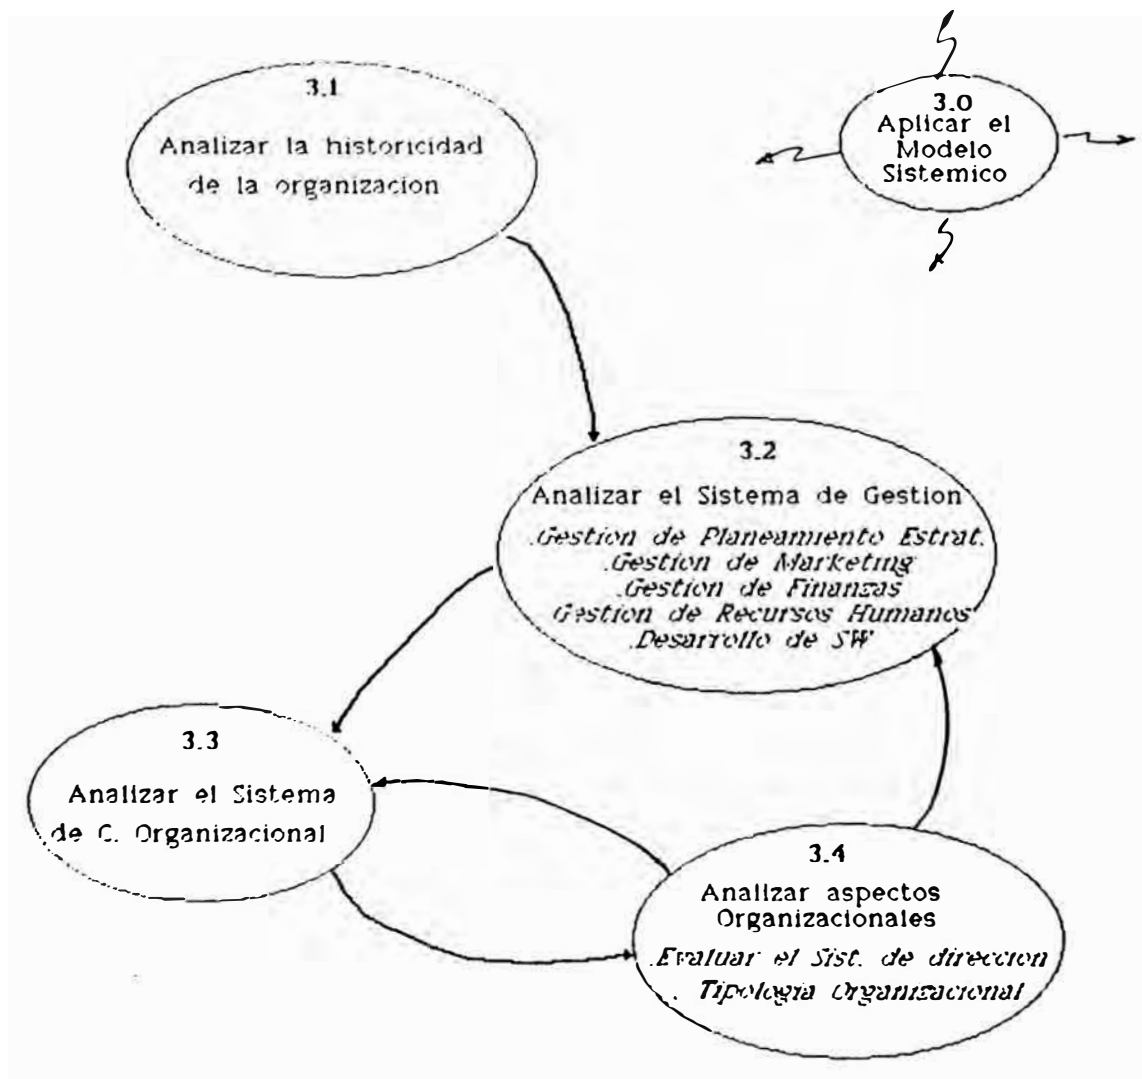 3.1
Analizar la historicidad
de la organizacion
3.0
Aplicar el
Modelo
Sistemico
3.2
Analizar el Sistema de Gestion
.Gestion de Planeamiento Estrat.
.Gestion de Marketing
.Gestion de Finanzas
Gestion de Recursos Humanos
.Desarrollo de SW
3.3
Analizar el Sistema
de C. Organizacional
3.4
Analizar aspectos
Organizacionales
.Evaluar el Sist. de direccion
. Tipologia Organizacional